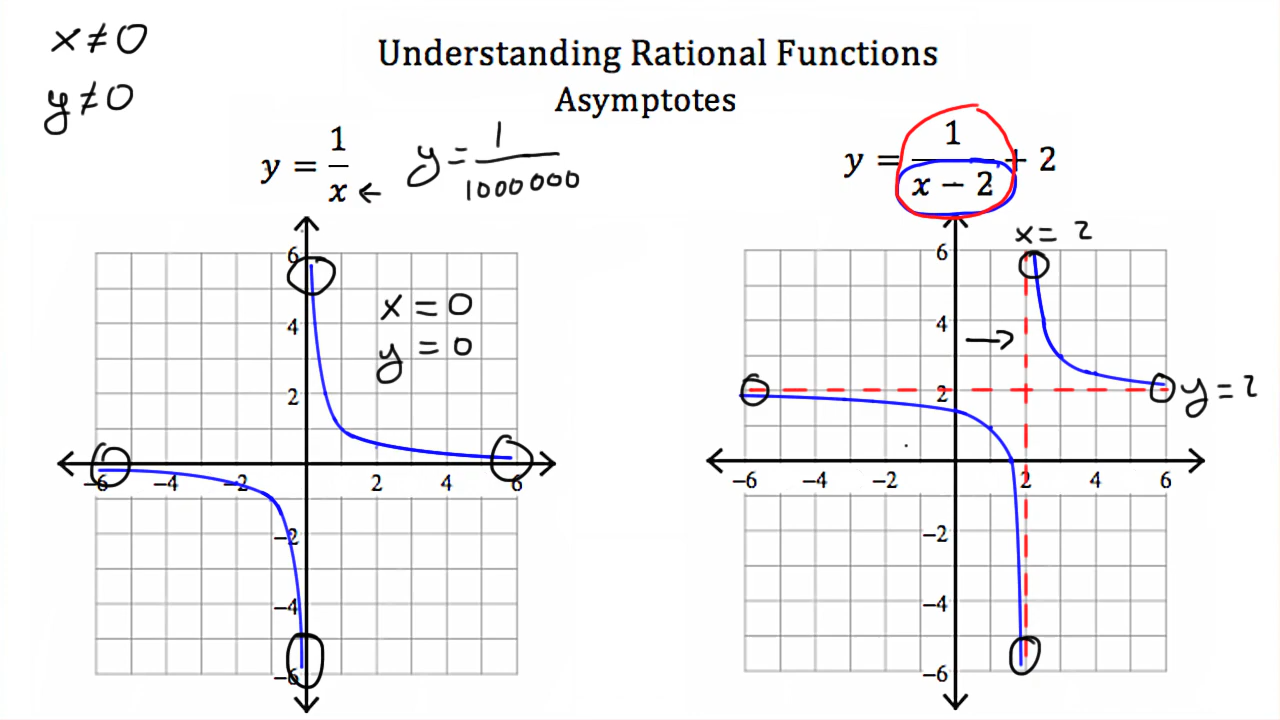 x≠0
y≠0
Understanding Rational Functions
Asymptotes
y = 1/x ←
y = 1/1000000
y = 1/(x − 2) + 2
6
4
2
−6 −4 −2 2 4 6
−2
−4
−6
x = 0
y = 0
x = 2
6
4
→
2
y = 2
−6 −4 −2 2 4 6
−2
−4
−6